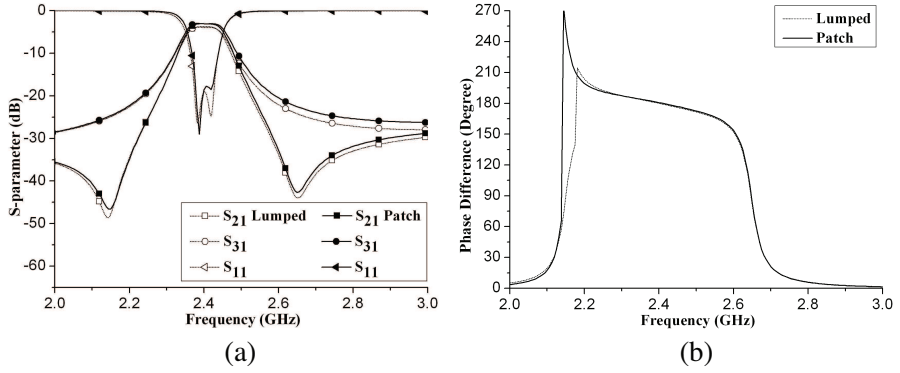 0
-10
-20
-30
-40
-50
-60
S-parameter (dB)
S21 Lumped
S31
S11
S21 Patch
S31
S11
2.0 2.2 2.4 2.6 2.8 3.0
Frequency (GHz)
(a)
270
240
210
180
150
120
90
60
30
0
Phase Difference (Degree)
Lumped
Patch
2.0 2.2 2.4 2.6 2.8 3.0
Frequency (GHz)
(b)